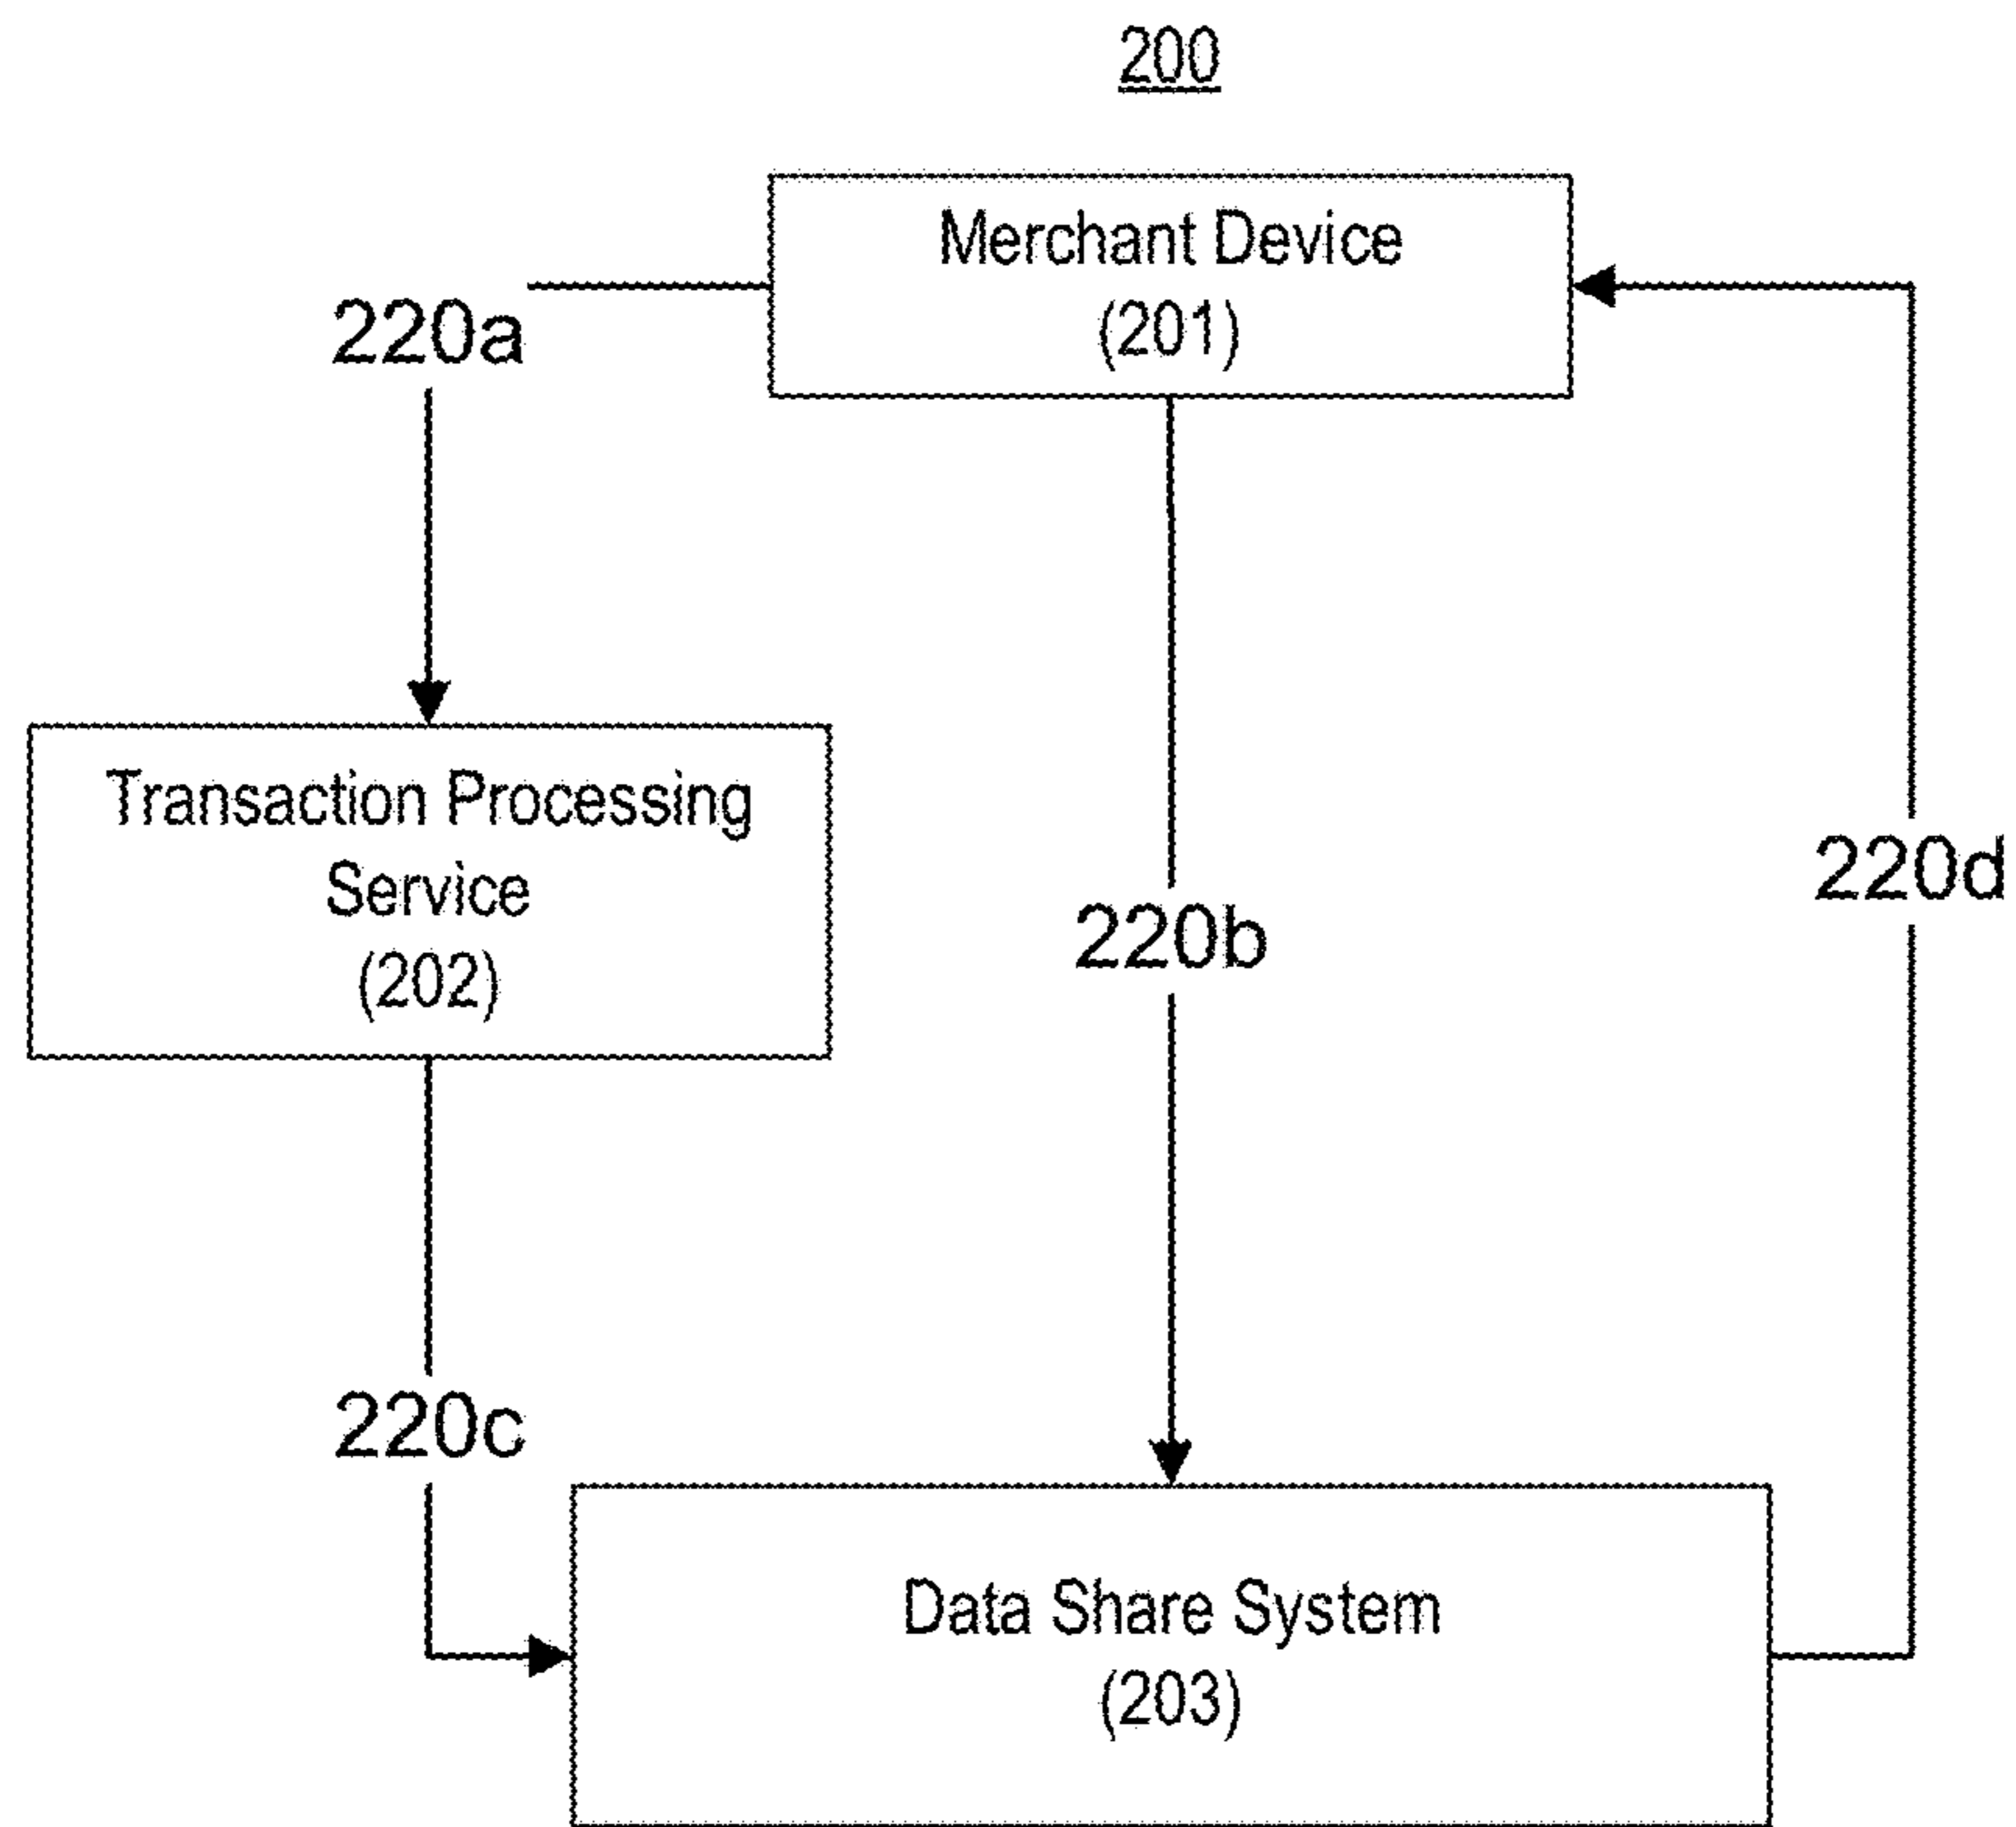 200
Merchant Device
(201)
220a
Transaction Processing
Service
(202)
220b
220d
220c
Data Share System
(203)